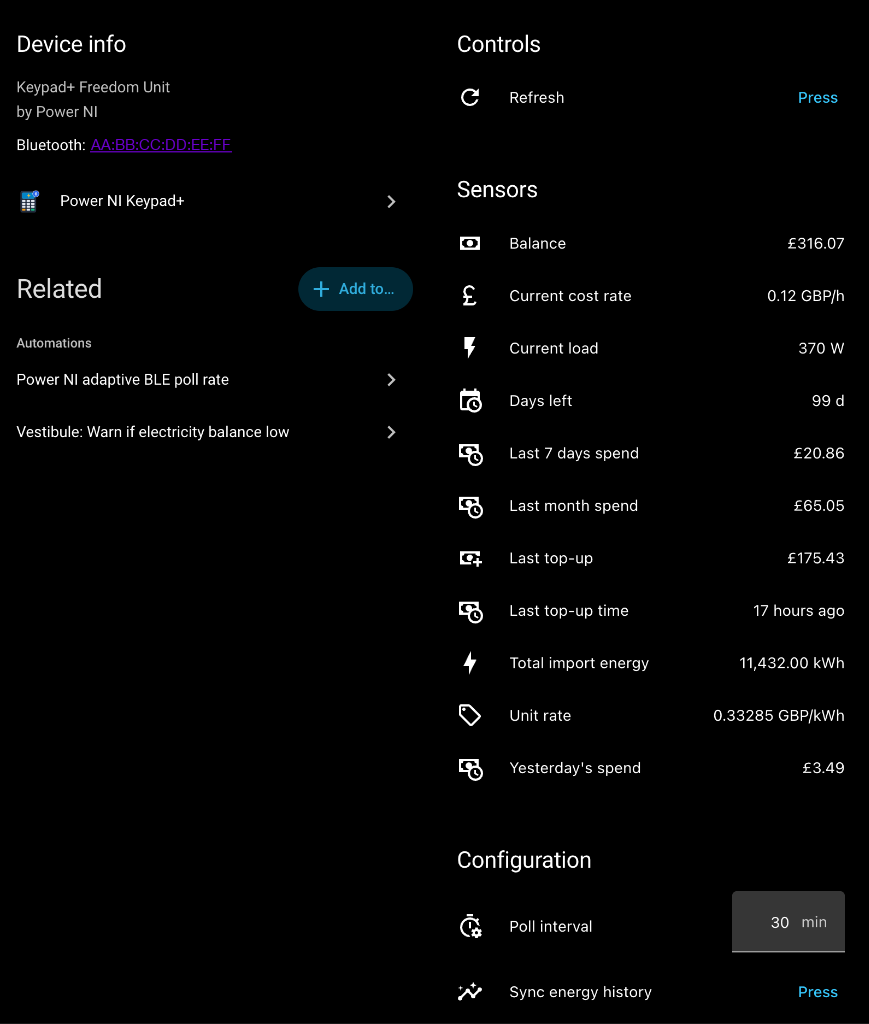 Device info
Keypad+ Freedom Unit
by Power NI
Bluetooth: AA:BB:CC:DD:EE:FF
Power NI Keypad+
Related
Add to...
Automations
Power NI adaptive BLE poll rate
Vestibule: Warn if electricity balance low
Controls
Refresh Press
Sensors
Balance £316.07
Current cost rate 0.12 GBP/h
Current load 370 W
Days left 99 d
Last 7 days spend £20.86
Last month spend £65.05
Last top-up £175.43
Last top-up time 17 hours ago
Total import energy 11,432.00 kWh
Unit rate 0.33285 GBP/kWh
Yesterday's spend £3.49
Configuration
Poll interval 30 min
Sync energy history Press